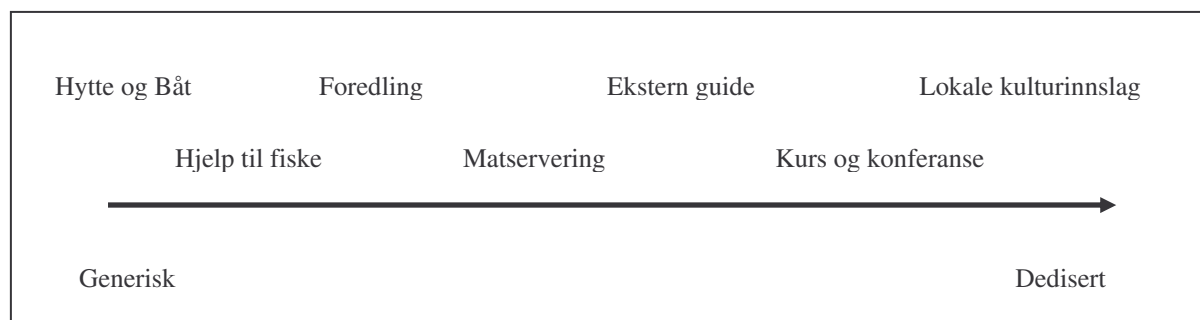 Hytte og Båt Foredling Ekstern guide Lokale kulturinnslag
Hjelp til fiske Matservering Kurs og konferanse
Generisk Dedisert